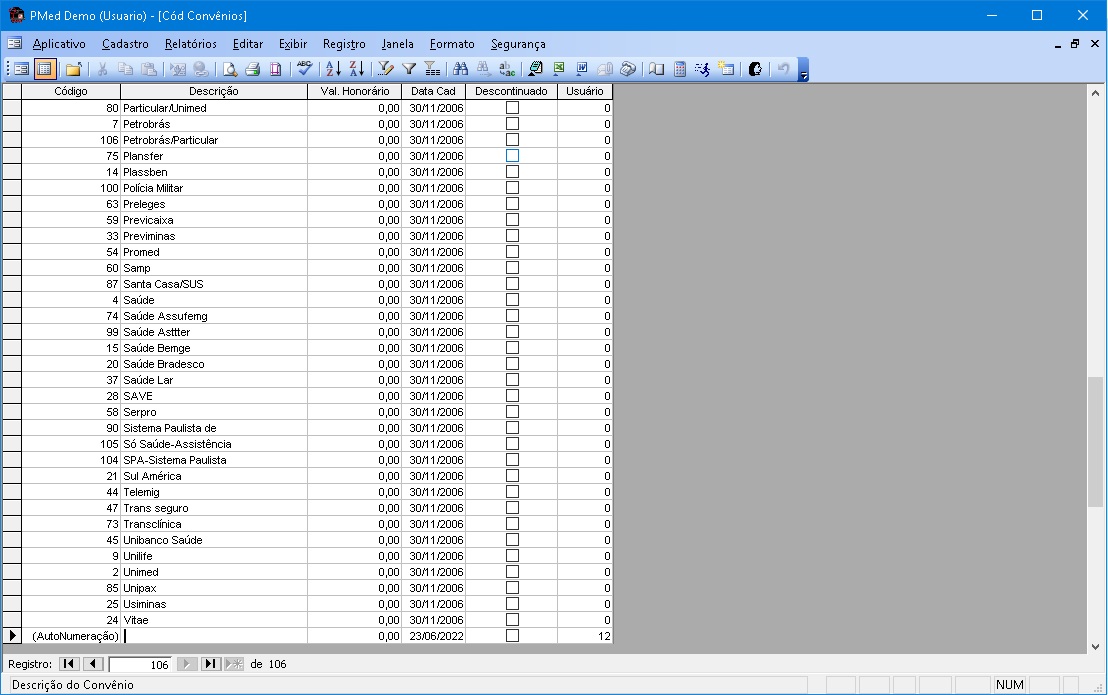 PMed Demo (Usuario) - [Cód Convênios]
Aplicativo Cadastro Relatórios Editar Exibir Registro Janela Formato Segurança
Código Descrição Val. Honorário Data Cad Descontinuado Usuário
80 Particular/Unimed 0,00 30/11/2006 0
7 Petrobrás 0,00 30/11/2006 0
106 Petrobrás/Particular 0,00 30/11/2006 0
75 Plansfer 0,00 30/11/2006 0
14 Plassben 0,00 30/11/2006 0
100 Polícia Militar 0,00 30/11/2006 0
63 Preleges 0,00 30/11/2006 0
59 Previcaixa 0,00 30/11/2006 0
33 Previminas 0,00 30/11/2006 0
54 Promed 0,00 30/11/2006 0
60 Samp 0,00 30/11/2006 0
87 Santa Casa/SUS 0,00 30/11/2006 0
4 Saúde 0,00 30/11/2006 0
74 Saúde Assufemg 0,00 30/11/2006 0
99 Saúde Asttter 0,00 30/11/2006 0
15 Saúde Bemge 0,00 30/11/2006 0
20 Saúde Bradesco 0,00 30/11/2006 0
37 Saúde Lar 0,00 30/11/2006 0
28 SAVE 0,00 30/11/2006 0
58 Serpro 0,00 30/11/2006 0
90 Sistema Paulista de 0,00 30/11/2006 0
105 Só Saúde-Assistência 0,00 30/11/2006 0
104 SPA-Sistema Paulista 0,00 30/11/2006 0
21 Sul América 0,00 30/11/2006 0
44 Telemig 0,00 30/11/2006 0
47 Trans seguro 0,00 30/11/2006 0
73 Transclínica 0,00 30/11/2006 0
45 Unibanco Saúde 0,00 30/11/2006 0
9 Unilife 0,00 30/11/2006 0
2 Unimed 0,00 30/11/2006 0
85 Unipax 0,00 30/11/2006 0
25 Usiminas 0,00 30/11/2006 0
24 Vitae 0,00 30/11/2006 0
(AutoNumeração) 0,00 23/06/2022 12
Registro: 106 de 106
Descrição do Convênio NUM